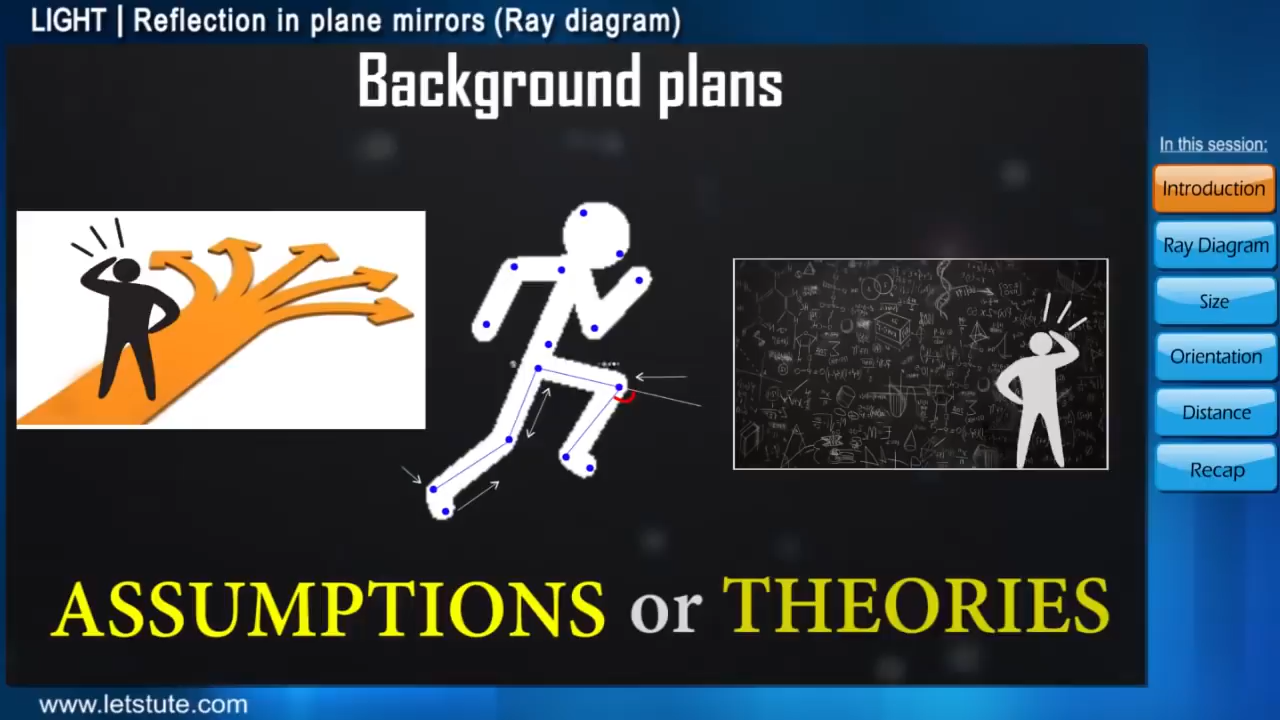 LIGHT | Reflection in plane mirrors (Ray diagram)
Background plans
In this session:
Introduction
Ray Diagram
Size
Orientation
Distance
Recap
ASSUMPTIONS or THEORIES
www.letstute.com